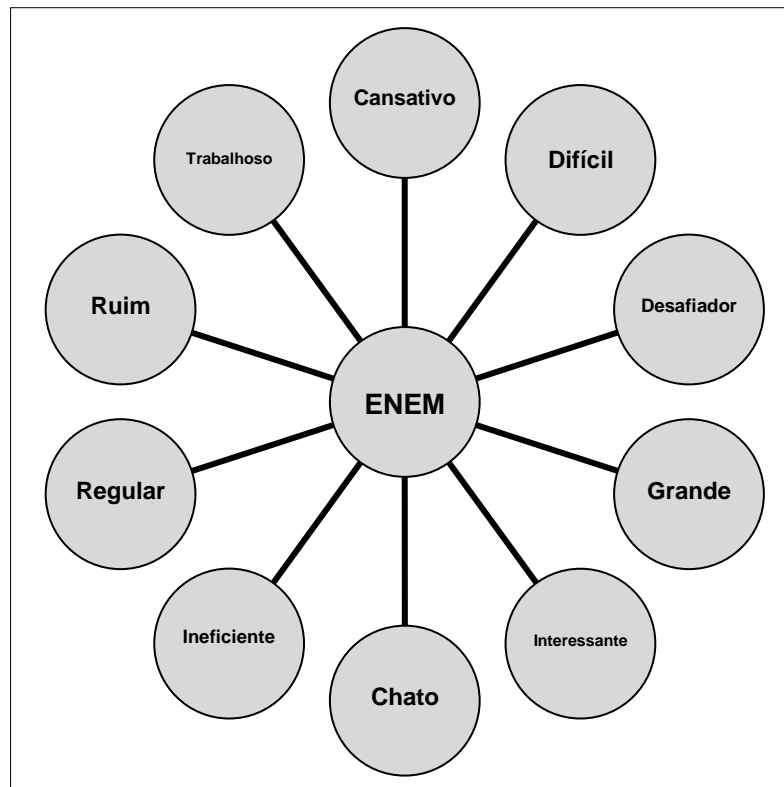 Cansativo
Trabalhoso
Difícil
Ruim
Desafiador
ENEM
Regular
Grande
Ineficiente
Interessante
Chato